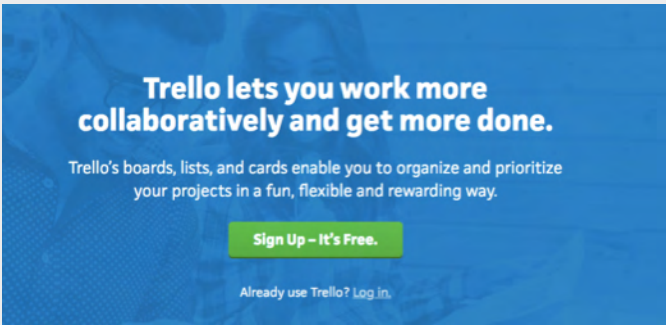 Trello lets you work more
collaboratively and get more done.
Trello's boards, lists, and cards enable you to organize and prioritize
your projects in a fun, flexible and rewarding way.
Sign Up – It's Free.
Already use Trello? Log in.